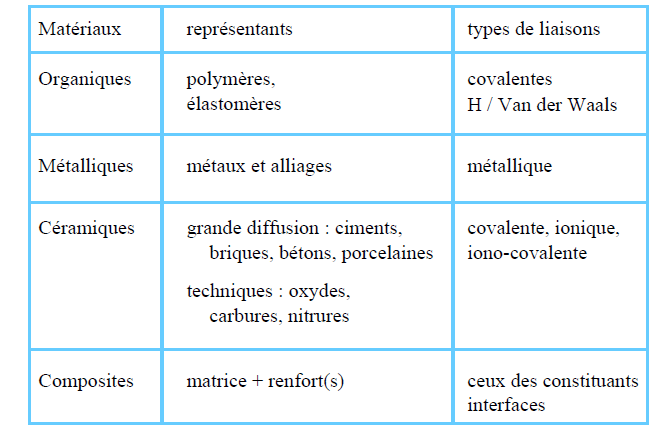 Matériaux représentants types de liaisons
Organiques polymères, covalentes
élastomères H / Van der Waals
Métalliques métaux et alliages métallique
Céramiques grande diffusion : ciments, covalente, ionique,
briques, bétons, porcelaines iono-covalente
techniques : oxydes,
carbures, nitrures
Composites matrice + renfort(s) ceux des constituants
interfaces